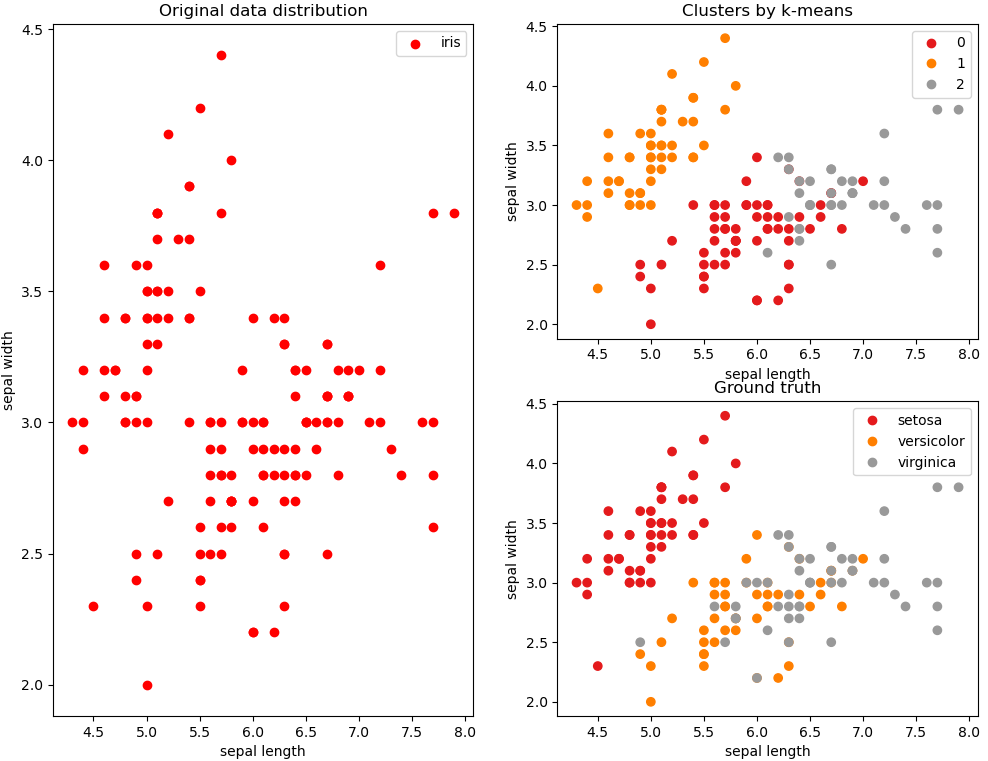 Original data distribution
iris
4.5
4.0
3.5
3.0
2.5
2.0
sepal width
4.5 5.0 5.5 6.0 6.5 7.0 7.5 8.0
sepal length
Clusters by k-means
0
1
2
4.5
4.0
3.5
3.0
2.5
2.0
sepal width
4.5 5.0 5.5 6.0 6.5 7.0 7.5 8.0
sepal length
Ground truth
setosa
versicolor
virginica
4.5
4.0
3.5
3.0
2.5
2.0
sepal width
4.5 5.0 5.5 6.0 6.5 7.0 7.5 8.0
sepal length